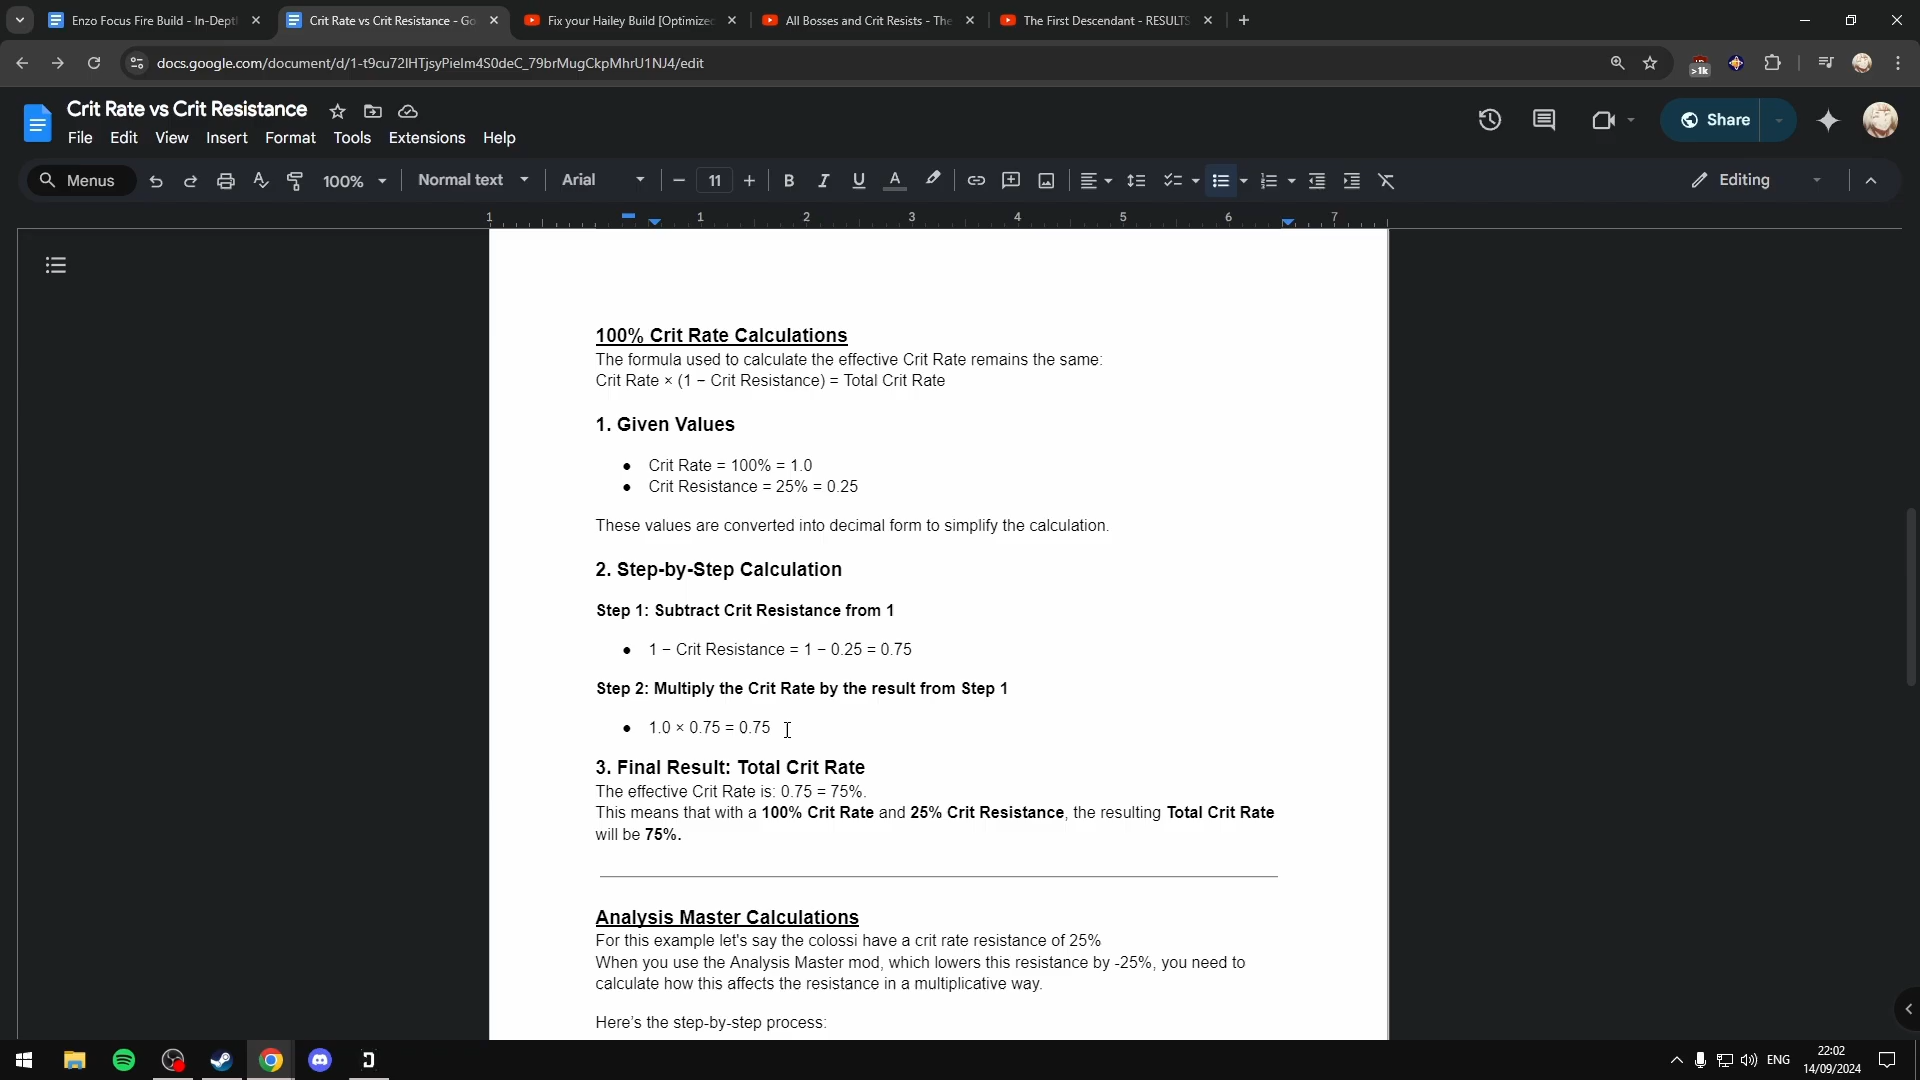 Enzo Focus Fire Build - In-Dept
Crit Rate vs Crit Resistance - Go
Fix your Hailey Build [Optimized
All Bosses and Crit Resists - The
The First Descendant - RESULTS
docs.google.com/document/d/1-t9cu72IHTjsyPieIm4S0deC_79brMugCkpMhrU1NJ4/edit
>1k
Crit Rate vs Crit Resistance
Share
File Edit View Insert Format Tools Extensions Help
Menus
100%
Normal text
Arial
11
B I U A
Editing
1 1 2 3 4 5 6 7
100% Crit Rate Calculations
The formula used to calculate the effective Crit Rate remains the same:
Crit Rate × (1 − Crit Resistance) = Total Crit Rate
1. Given Values
● Crit Rate = 100% = 1.0
● Crit Resistance = 25% = 0.25
These values are converted into decimal form to simplify the calculation.
2. Step-by-Step Calculation
Step 1: Subtract Crit Resistance from 1
● 1 − Crit Resistance = 1 − 0.25 = 0.75
Step 2: Multiply the Crit Rate by the result from Step 1
● 1.0 × 0.75 = 0.75
3. Final Result: Total Crit Rate
The effective Crit Rate is: 0.75 = 75%.
This means that with a 100% Crit Rate and 25% Crit Resistance, the resulting Total Crit Rate
will be 75%.
Analysis Master Calculations
For this example let's say the colossi have a crit rate resistance of 25%
When you use the Analysis Master mod, which lowers this resistance by -25%, you need to
calculate how this affects the resistance in a multiplicative way.
Here’s the step-by-step process:
ENG
22:02
14/09/2024